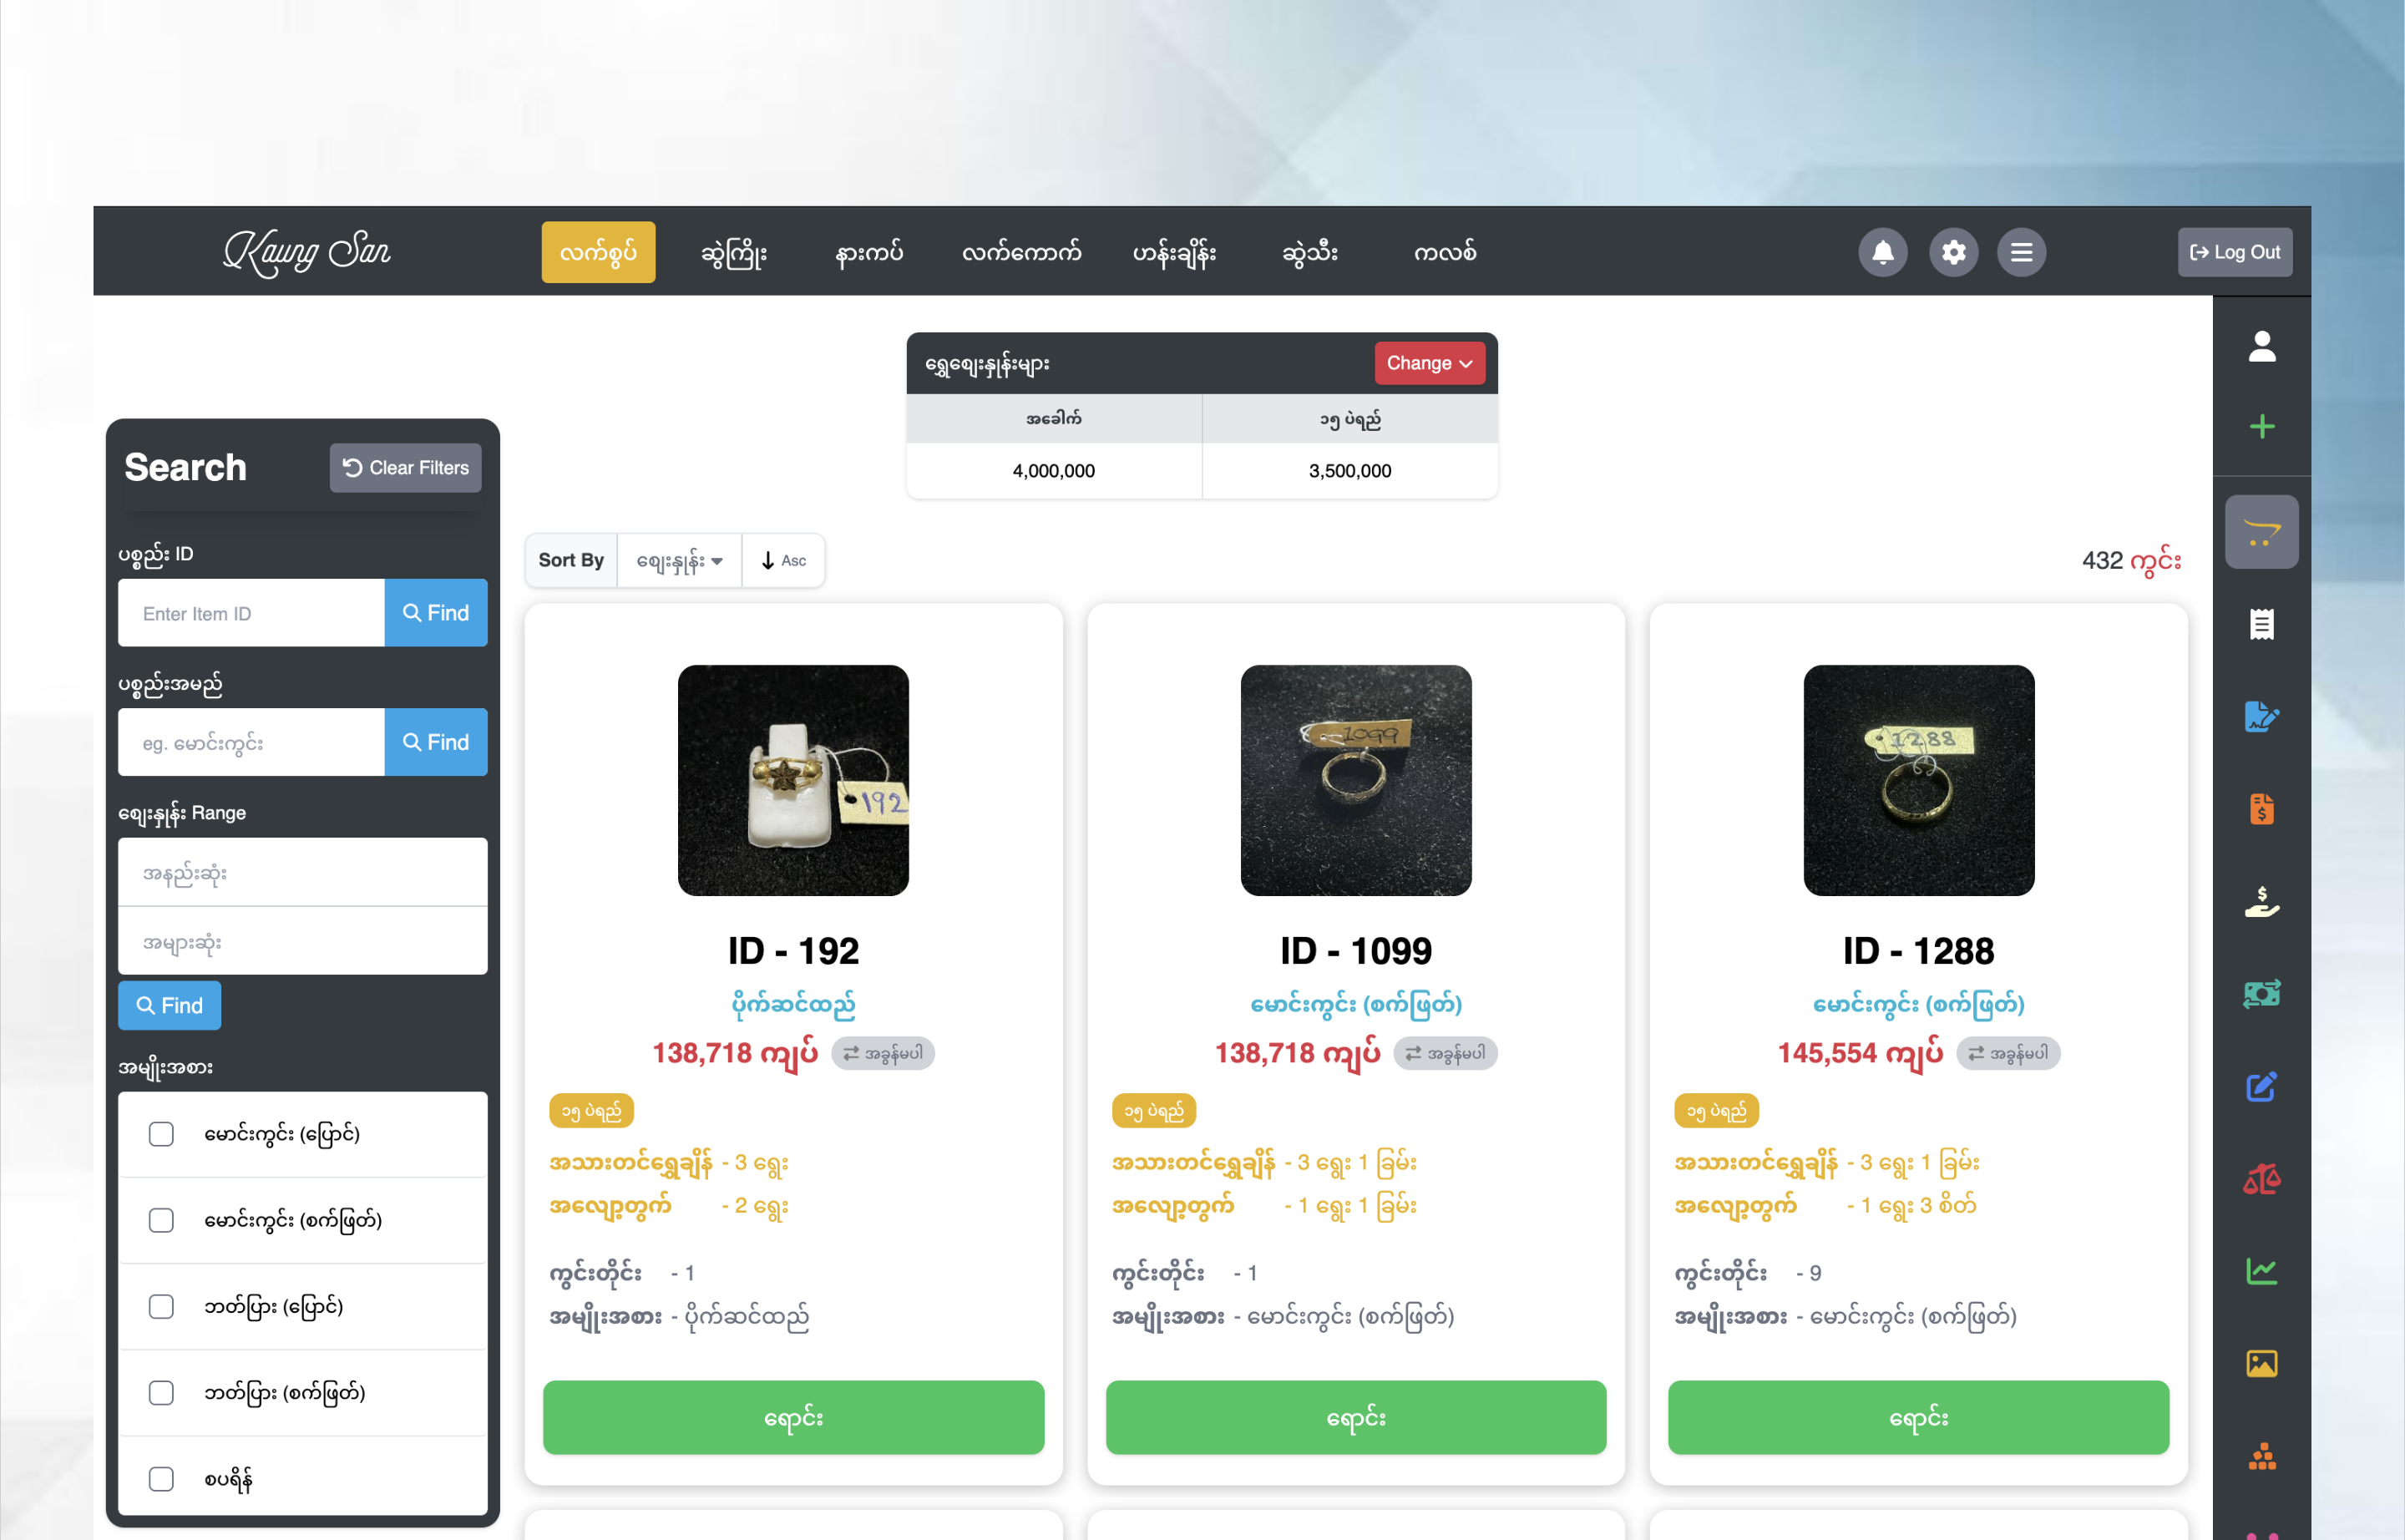 Kaung San
လက်စွပ် ဆွဲကြိုး နားကပ် လက်ကောက် ဟန်းချိန်း ဆွဲသီး ကလစ်
Log Out
ရွှေဈေးနှုန်းများ
Change
အခေါက် ၁၅ ပဲရည်
4,000,000 3,500,000
Search
Clear Filters
ပစ္စည်း ID
Enter Item ID
Find
ပစ္စည်းအမည်
eg. မောင်းကွင်း
Find
ဈေးနှုန်း Range
အနည်းဆုံး
အများဆုံး
Find
အမျိုးအစား
မောင်းကွင်း (ပြောင်)
မောင်းကွင်း (စက်ဖြတ်)
ဘတ်ပြား (ပြောင်)
ဘတ်ပြား (စက်ဖြတ်)
စပရိန်
Sort By ဈေးနှုန်း Asc
432 ကွင်း
192
ID - 192
ပိုက်ဆင်ထည်
138,718 ကျပ် အခွန်မပါ
၁၅ ပဲရည်
အသားတင်ရွှေချိန် - 3 ရွေး
အလျော့တွက် - 2 ရွေး
ကွင်းတိုင်း - 1
အမျိုးအစား - ပိုက်ဆင်ထည်
ရောင်း
1099
ID - 1099
မောင်းကွင်း (စက်ဖြတ်)
138,718 ကျပ် အခွန်မပါ
၁၅ ပဲရည်
အသားတင်ရွှေချိန် - 3 ရွေး 1 ခြမ်း
အလျော့တွက် - 1 ရွေး 1 ခြမ်း
ကွင်းတိုင်း - 1
အမျိုးအစား - မောင်းကွင်း (စက်ဖြတ်)
ရောင်း
1288
ID - 1288
မောင်းကွင်း (စက်ဖြတ်)
145,554 ကျပ် အခွန်မပါ
၁၅ ပဲရည်
အသားတင်ရွှေချိန် - 3 ရွေး 1 ခြမ်း
အလျော့တွက် - 1 ရွေး 3 စိတ်
ကွင်းတိုင်း - 9
အမျိုးအစား - မောင်းကွင်း (စက်ဖြတ်)
ရောင်း